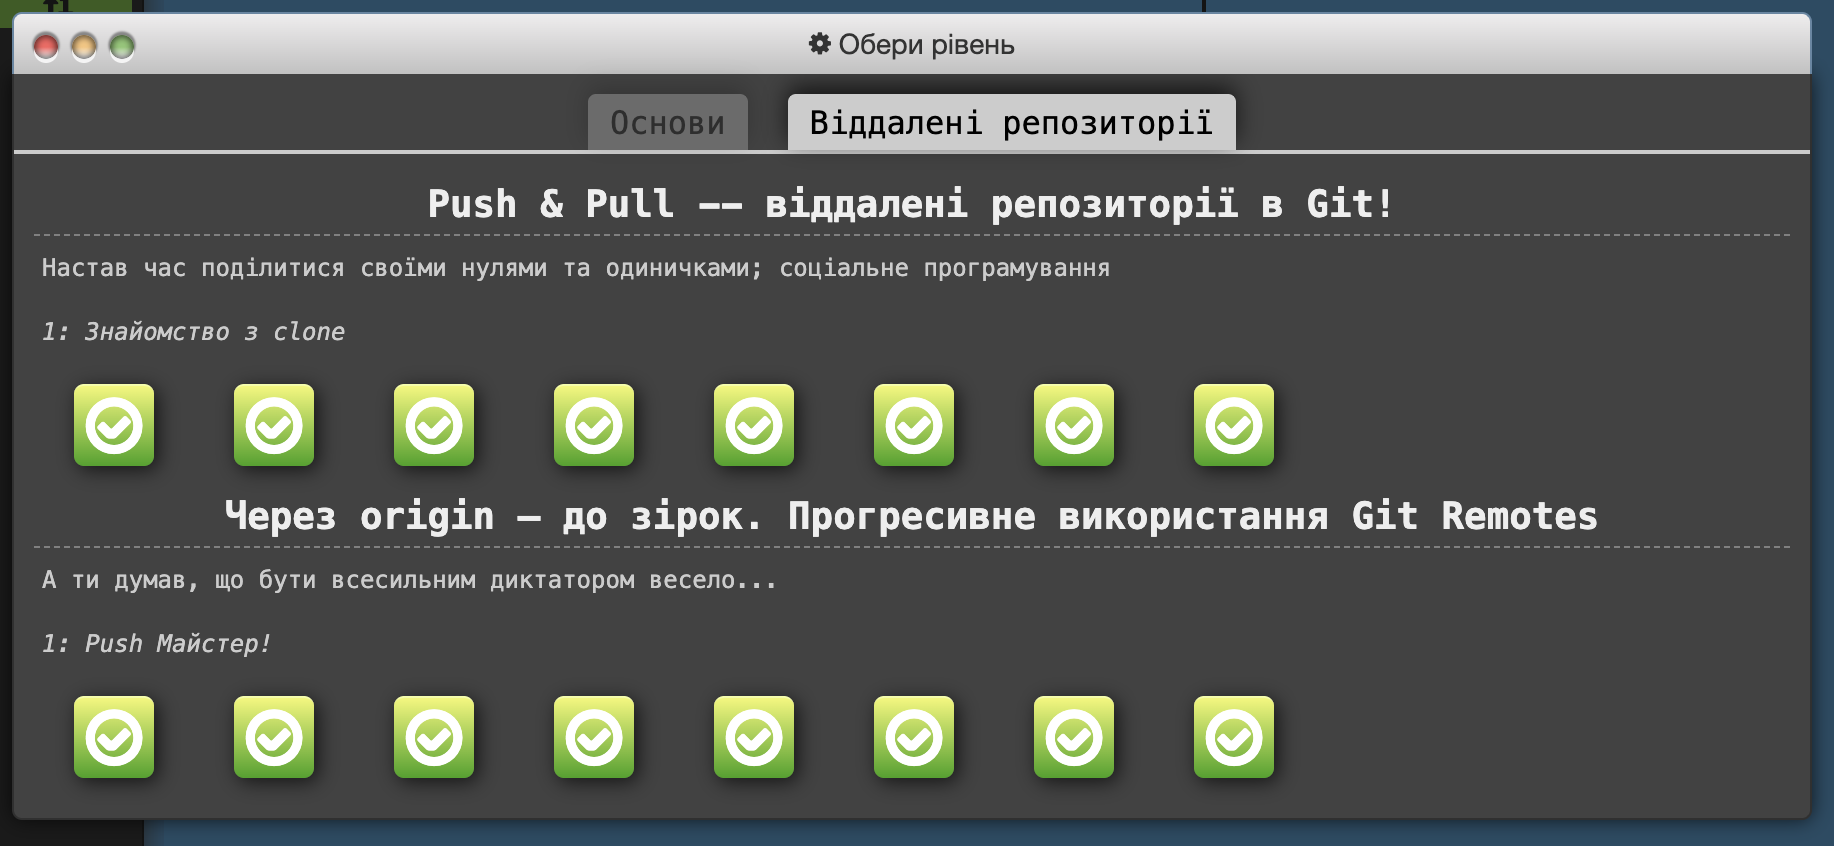 Обери рівень
Основи
Віддалені репозиторії
Push & Pull -- віддалені репозиторії в Git!
Настав час поділитися своїми нулями та одиничками; соціальне програмування
1: Знайомство з clone
Через origin – до зірок. Прогресивне використання Git Remotes
А ти думав, що бути всесильним диктатором весело...
1: Push Майстер!